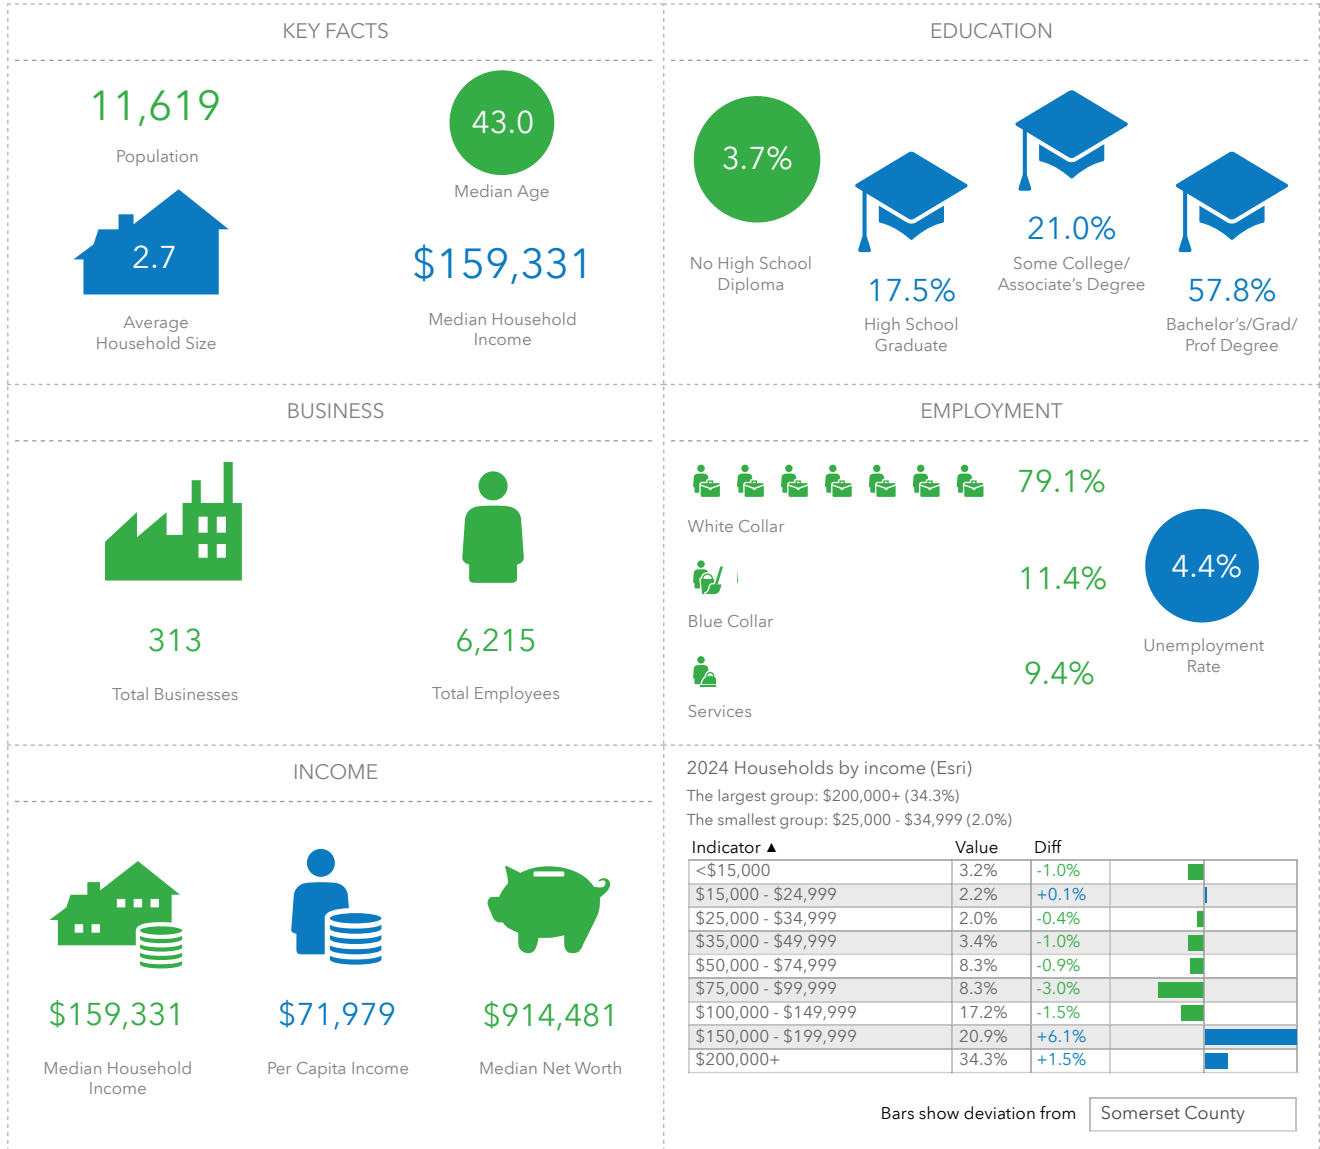 KEY FACTS
11,619
Population
43.0
Median Age
2.7
Average
Household Size
$159,331
Median Household
Income
EDUCATION
3.7%
No High School
Diploma
17.5%
High School
Graduate
21.0%
Some College/
Associate's Degree
57.8%
Bachelor's/Grad/
Prof Degree
BUSINESS
313
Total Businesses
6,215
Total Employees
EMPLOYMENT
79.1%
White Collar
11.4%
Blue Collar
9.4%
Services
4.4%
Unemployment
Rate
INCOME
$159,331
Median Household
Income
$71,979
Per Capita Income
$914,481
Median Net Worth
2024 Households by income (Esri)
The largest group: $200,000+ (34.3%)
The smallest group: $25,000 - $34,999 (2.0%)
Indicator ▲ Value Diff
<$15,000 3.2% -1.0%
$15,000 - $24,999 2.2% +0.1%
$25,000 - $34,999 2.0% -0.4%
$35,000 - $49,999 3.4% -1.0%
$50,000 - $74,999 8.3% -0.9%
$75,000 - $99,999 8.3% -3.0%
$100,000 - $149,999 17.2% -1.5%
$150,000 - $199,999 20.9% +6.1%
$200,000+ 34.3% +1.5%
Bars show deviation from Somerset County